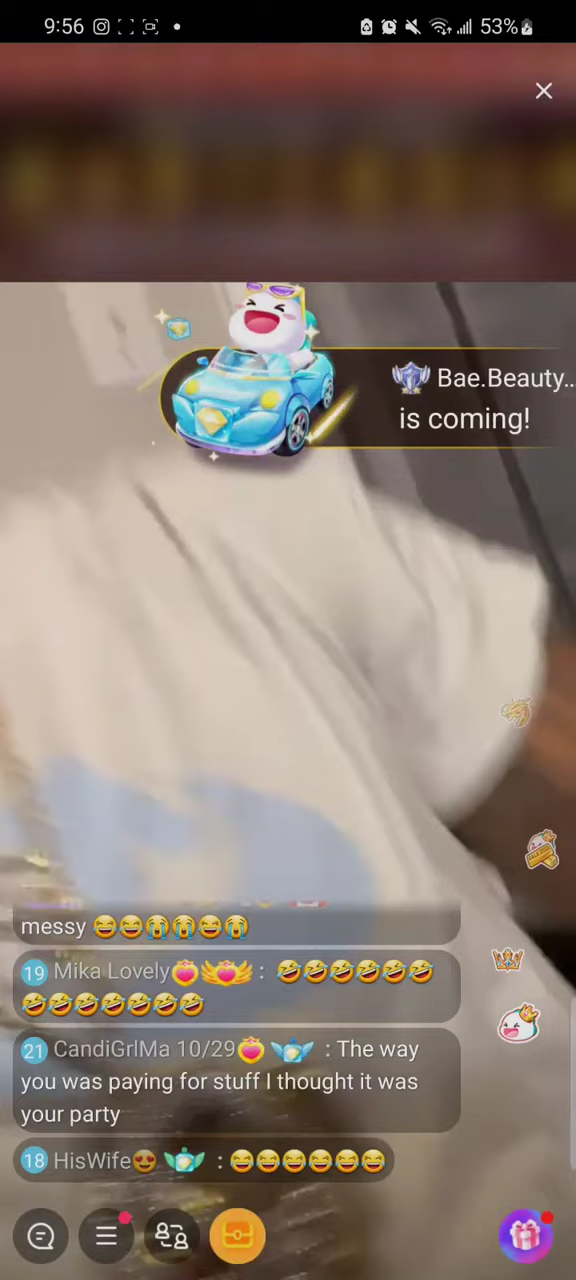 9:56 53%
Bae.Beauty...
is coming!
messy 😂😂😭😭😂😭
19 Mika Lovely : 🤣🤣🤣🤣🤣🤣
🤣🤣🤣🤣🤣🤣🤣
21 CandiGrlMa 10/29 : The way
you was paying for stuff I thought it was
your party
18 HisWife😍 : 😂😂😂😂😂😂